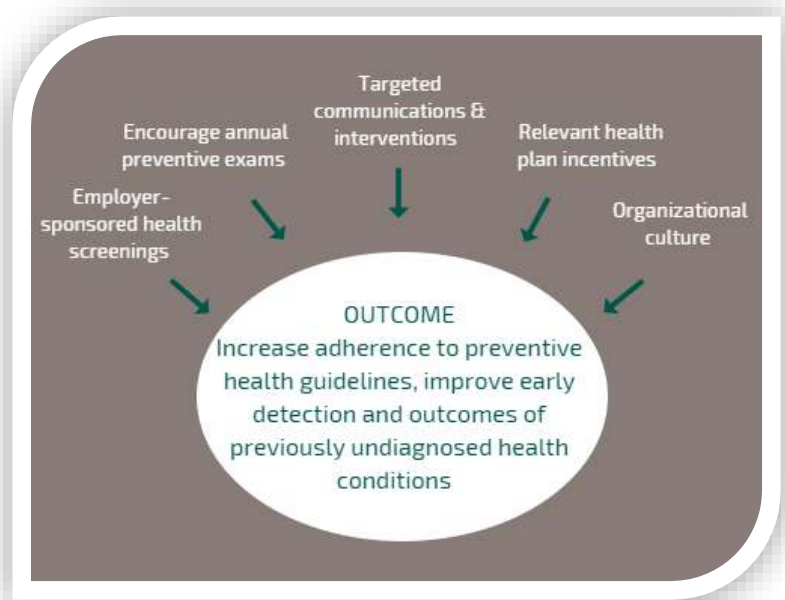 Employer-
sponsored health
screenings
Encourage annual
preventive exams
Targeted
communications &
interventions
Relevant health
plan incentives
Organizational
culture
OUTCOME
Increase adherence to preventive
health guidelines, improve early
detection and outcomes of
previously undiagnosed health
conditions